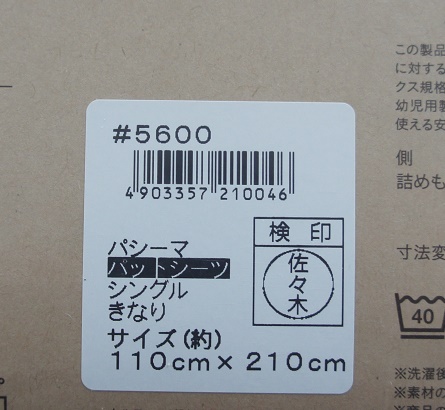 #5600
4903357210046
パシーマ
パットシーツ
シングル
きなり
サイズ(約)
110cm×210cm
検 印
佐々木
この製品
に対する
クス規格
幼児用製
使える安
側
詰めも
寸法変
40
※洗濯後
※素材の